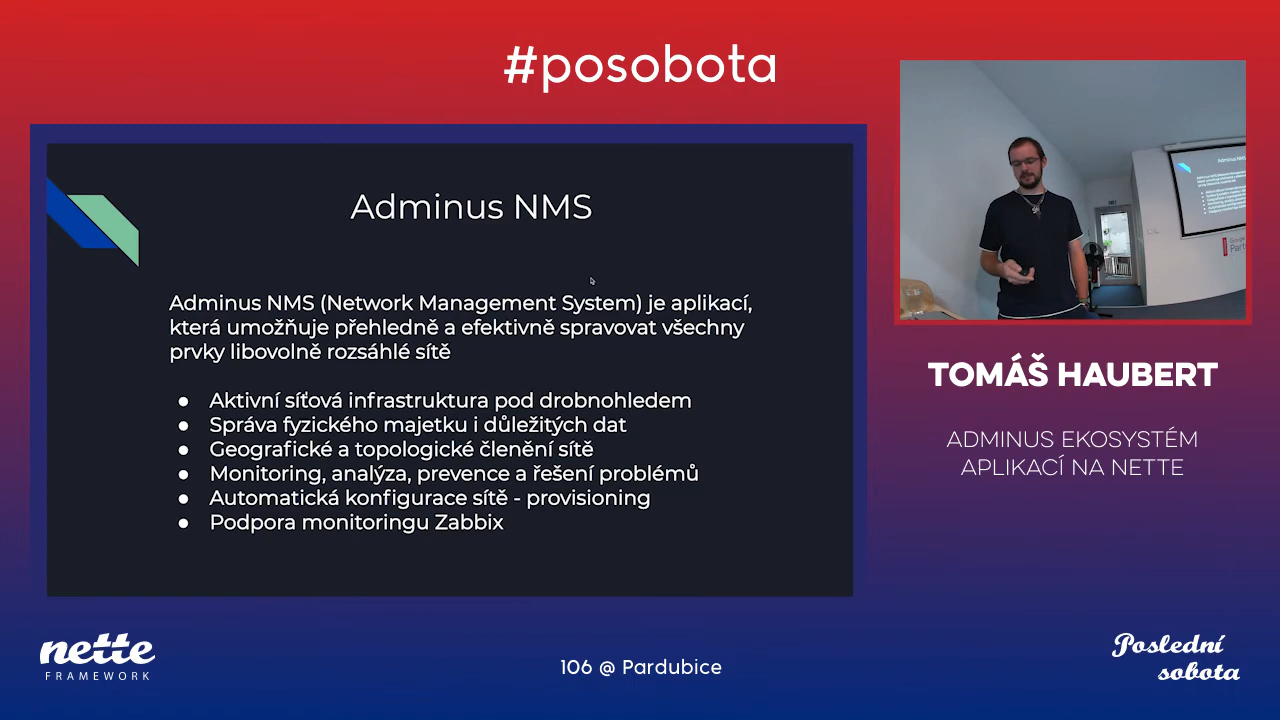 #posobota
Adminus NMS
Adminus NMS (Network Management System) je aplikací,
která umožňuje přehledně a efektivně spravovat všechny
prvky libovolně rozsáhlé sítě
● Aktivní síťová infrastruktura pod drobnohledem
● Správa fyzického majetku i důležitých dat
● Geografické a topologické členění sítě
● Monitoring, analýza, prevence a řešení problémů
● Automatická konfigurace sítě - provisioning
● Podpora monitoringu Zabbix
TOMÁŠ HAUBERT
ADMINUS EKOSYSTÉM
APLIKACÍ NA NETTE
nette
FRAMEWORK
106 @ Pardubice
Poslední
sobota